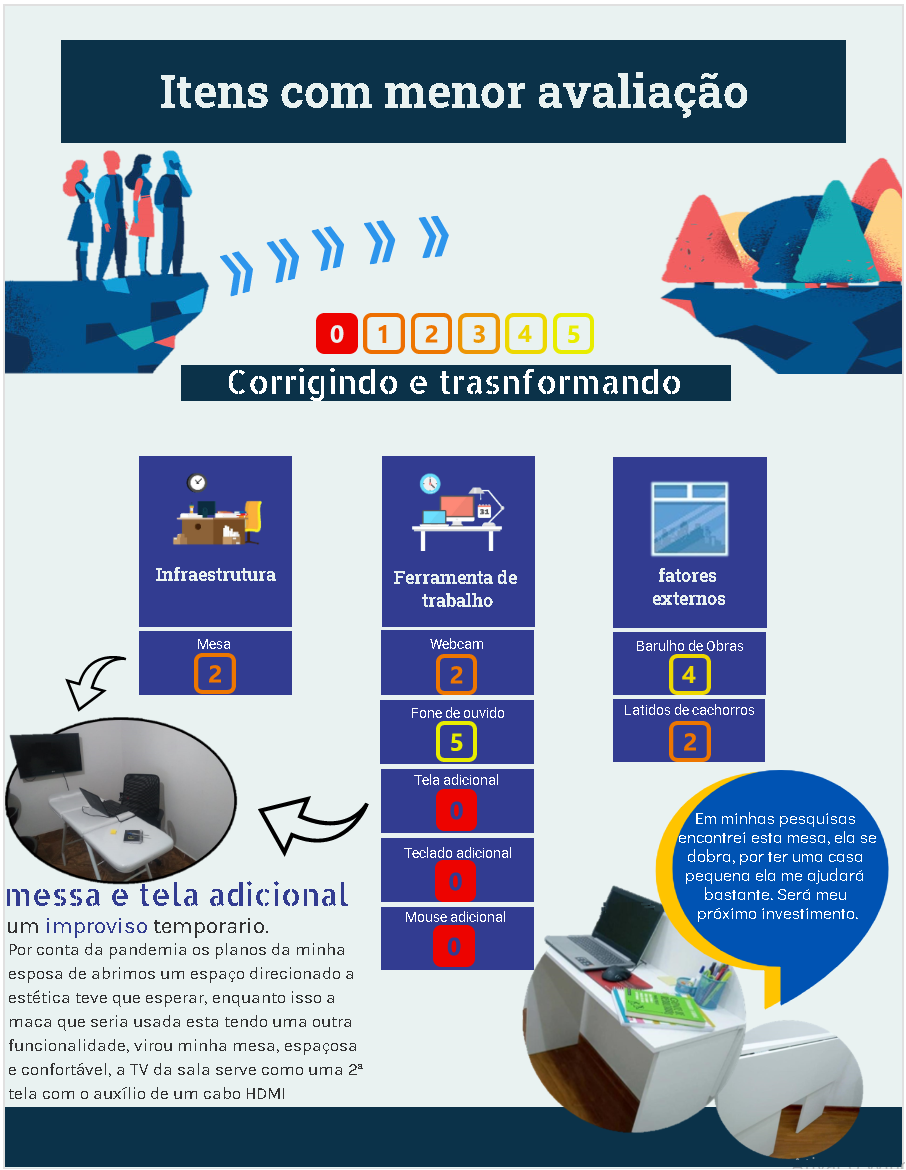 Itens com menor avaliação
0 1 2 3 4 5
Corrigindo e trasnformando
Infraestrutura
Mesa
2
Ferramenta de
trabalho
31
Webcam
2
Fone de ouvido
5
Tela adicional
0
Teclado adicional
0
Mouse adicional
0
fatores
externos
Barulho de Obras
4
Latidos de cachorros
2
messa e tela adicional
um improviso temporario.
Por conta da pandemia os planos da minha
esposa de abrimos um espaço direcionado a
estética teve que esperar, enquanto isso a
maca que seria usada esta tendo uma outra
funcionalidade, virou minha mesa, espaçosa
e confortável, a TV da sala serve como uma 2ª
tela com o auxílio de um cabo HDMI
Em minhas pesquisas
encontrei esta mesa, ela se
dobra, por ter uma casa
pequena ela me ajudará
bastante. Será meu
próximo investimento.